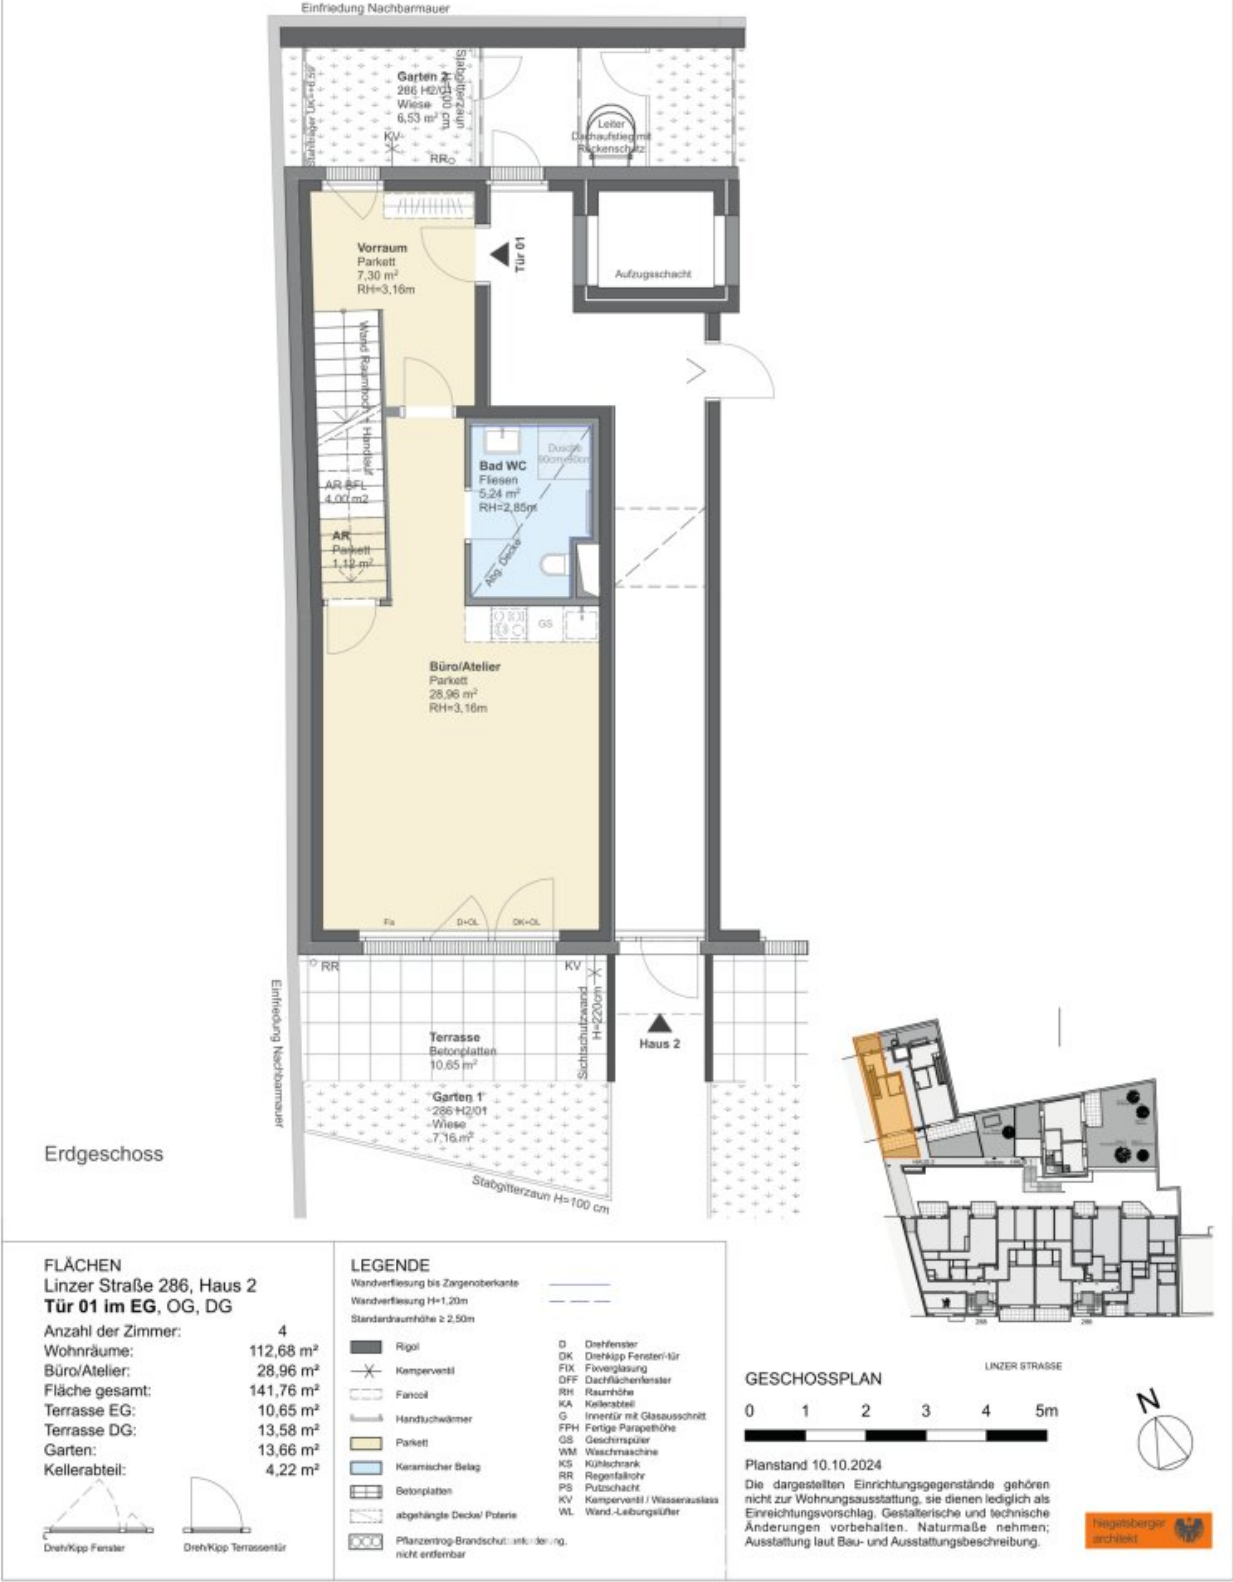 Einfriedung Nachbarmauer
Garten 2
286 H2/01
Wiese
6,53 m²
KV
RR
Stabgitterzaun
Leiter
Dachaufstieg mit
Rückenschutz
Vorraum
Parkett
7,30 m²
RH=3,16m
Tür 01
Aufzugsschacht
Wand Raumhoch + Handlauf
AR BFL
4,00 m2
AR
Parkett
1,12 m²
Bad WC
Fliesen
5,24 m²
RH=2,85m
Dusche
Abg. Decke
GS
Büro/Atelier
Parkett
28,96 m²
RH=3,16m
Fix
D+OL
DK+OL
RR
KV
Einfriedung Nachbarmauer
Sichtschutzwand
H=220cm
Terrasse
Betonplatten
10,65 m²
Haus 2
Garten 1
286 H2/01
Wiese
7,16 m²
Stabgitterzaun H=100 cm
Erdgeschoss
FLÄCHEN
Linzer Straße 286, Haus 2
Tür 01 im EG, OG, DG
Anzahl der Zimmer: 4
Wohnräume: 112,68 m²
Büro/Atelier: 28,96 m²
Fläche gesamt: 141,76 m²
Terrasse EG: 10,65 m²
Terrasse DG: 13,58 m²
Garten: 13,66 m²
Kellerabteil: 4,22 m²
Dreh/Kipp Fenster
Dreh/Kipp Terrassentür
LEGENDE
Wandverfliesung bis Zargenoberkante
Wandverfliesung H=1,20m
Standardraumhöhe ≥ 2,50m
Rigol
Kemperventil
Fancoil
Handtuchwärmer
Parkett
Keramischer Belag
Betonplatten
abgehängte Decke/ Poterie
Pflanzentrog-Brandschutzanforderung,
nicht entfernbar
D Drehfenster
DK Drehkipp Fenster/-tür
FIX Fixverglasung
DFF Dachflächenfenster
RH Raumhöhe
KA Kellerabteil
G Innentür mit Glasausschnitt
FPH Fertige Parapethöhe
GS Geschirrspüler
WM Waschmaschine
KS Kühlschrank
RR Regenfallrohr
PS Putzschacht
KV Kemperventil / Wasserauslass
WL Wand.-Leibungslüfter
LINZER STRASSE
GESCHOSSPLAN
0 1 2 3 4 5m
N
Planstand 10.10.2024
Die dargestellten Einrichtungsgegenstände gehören
nicht zur Wohnungsausstattung, sie dienen lediglich als
Einreichtungsvorschlag. Gestalterische und technische
Änderungen vorbehalten. Naturmaße nehmen;
Ausstattung laut Bau- und Ausstattungsbeschreibung.
hiegetsberger
architekt